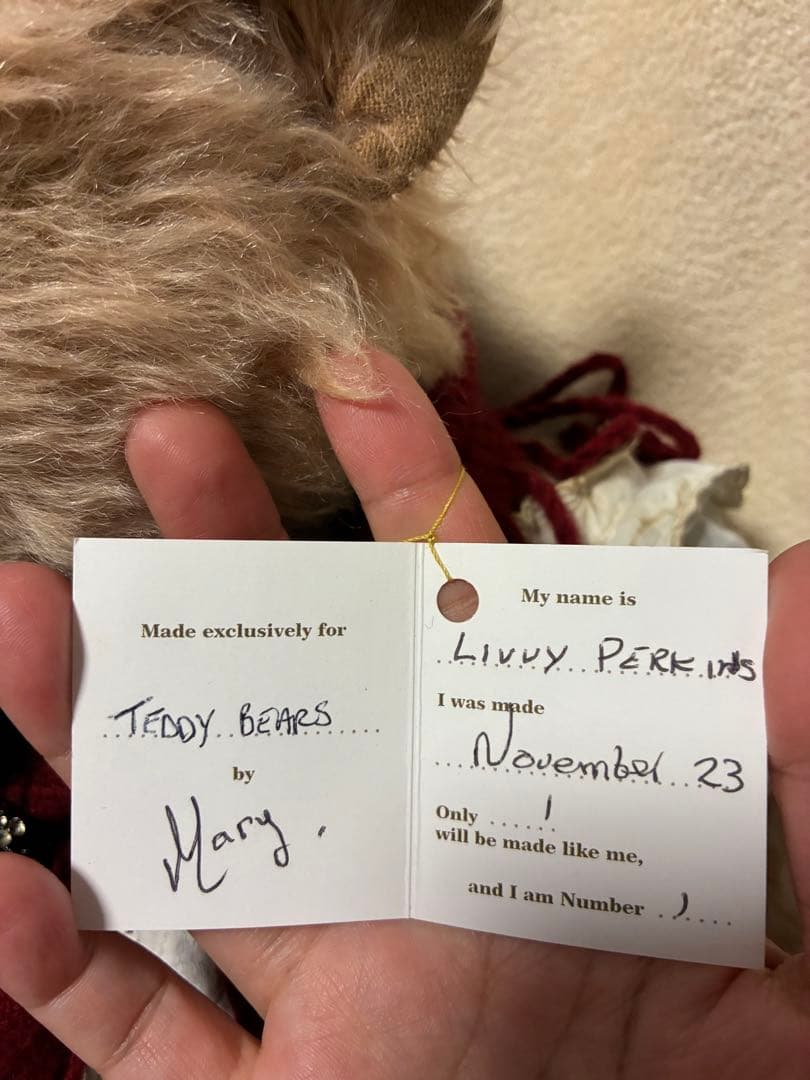 Made exclusively for
TEDDY BEARS
by
Mary.
My name is
LIVVY PERKINS
I was made
November 23
Only 1
will be made like me,
and I am Number 1